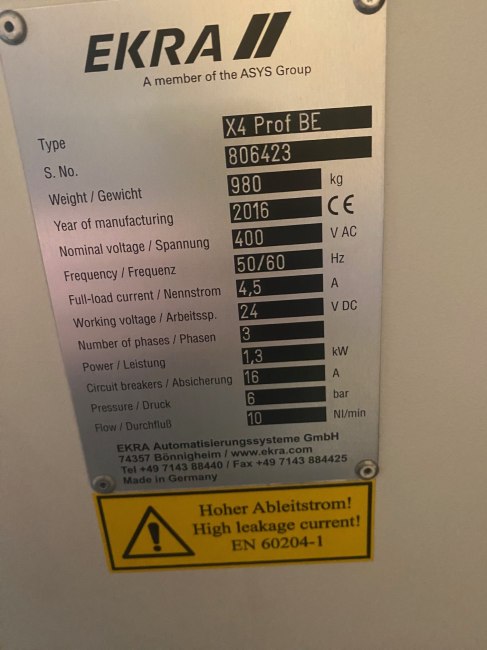 EKRA
A member of the ASYS Group
Type X4 Prof BE
S. No. 806423
Weight / Gewicht 980 kg
Year of manufacturing 2016 CE
Nominal voltage / Spannung 400 V AC
Frequency / Frequenz 50/60 Hz
Full-load current / Nennstrom 4,5 A
Working voltage / Arbeitssp. 24 V DC
Number of phases / Phasen 3
Power / Leistung 1,3 kW
Circuit breakers / Absicherung 16 A
Pressure / Druck 6 bar
Flow / Durchfluß 10 Nl/min
EKRA Automatisierungssysteme GmbH
74357 Bönnigheim / www.ekra.com
Tel +49 7143 88440 / Fax +49 7143 884425
Made in Germany
Hoher Ableitstrom!
High leakage current!
EN 60204-1